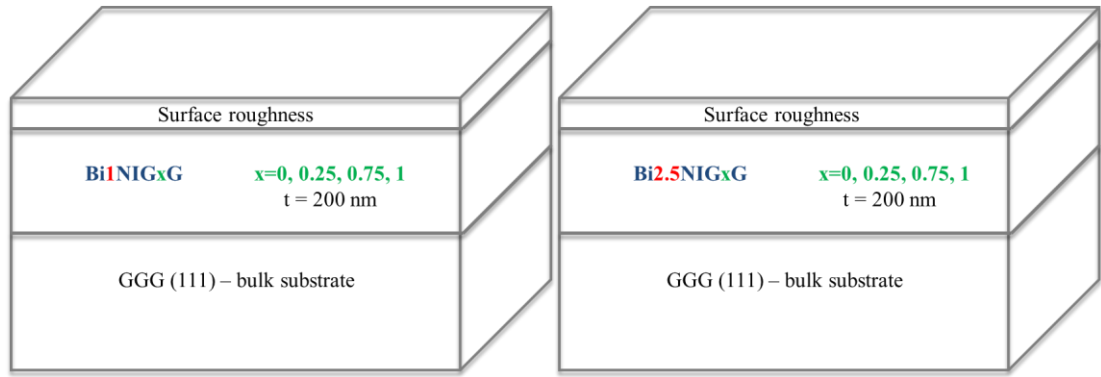 Surface roughness
Bi1NIGxG x=0, 0.25, 0.75, 1
t = 200 nm
GGG (111) – bulk substrate
Surface roughness
Bi2.5NIGxG x=0, 0.25, 0.75, 1
t = 200 nm
GGG (111) – bulk substrate